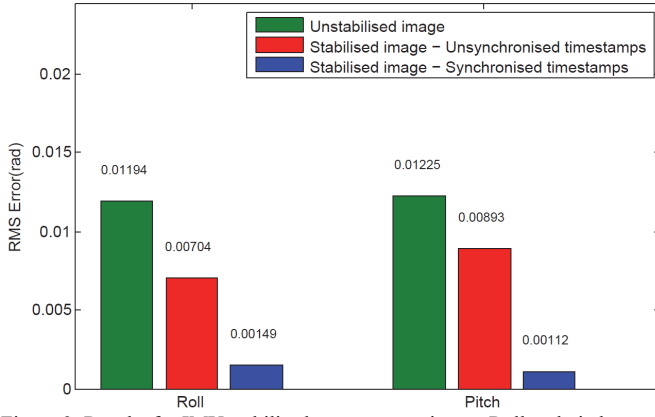 Unstabilised image
Stabilised image − Unsynchronised timestamps
Stabilised image − Synchronised timestamps
0.02
0.015
0.01
0.005
0
RMS Error(rad)
0.01194
0.00704
0.00149
0.01225
0.00893
0.00112
Roll
Pitch